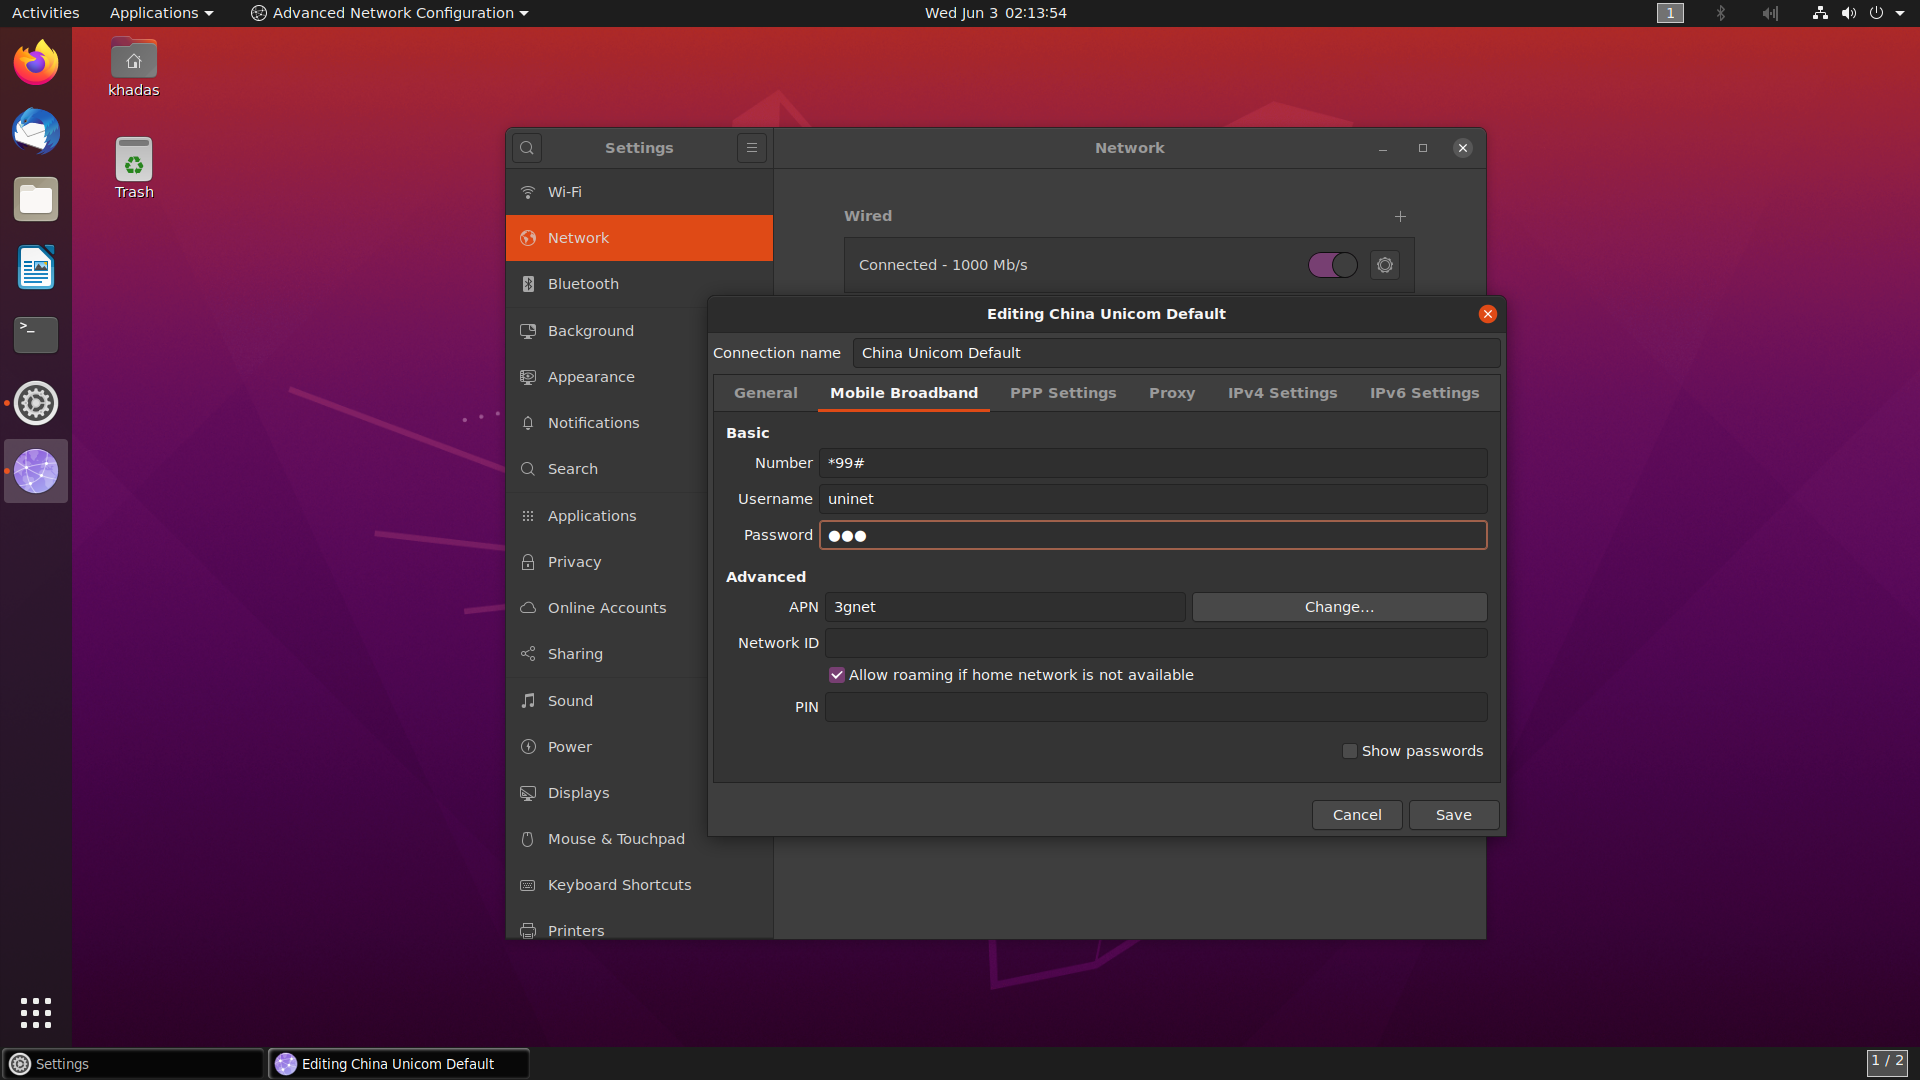 Activities
Applications
Advanced Network Configuration
Wed Jun 3 02:13:54
1
khadas
Trash
Settings
Network
Wi-Fi
Network
Bluetooth
Background
Appearance
Notifications
Search
Applications
Privacy
Online Accounts
Sharing
Sound
Power
Displays
Mouse & Touchpad
Keyboard Shortcuts
Printers
Wired
Connected - 1000 Mb/s
Editing China Unicom Default
Connection name China Unicom Default
General Mobile Broadband PPP Settings Proxy IPv4 Settings IPv6 Settings
Basic
Number *99#
Username uninet
Password ●●●
Advanced
APN 3gnet Change...
Network ID
Allow roaming if home network is not available
PIN
Show passwords
Cancel Save
>_
Settings
Editing China Unicom Default
1 / 2